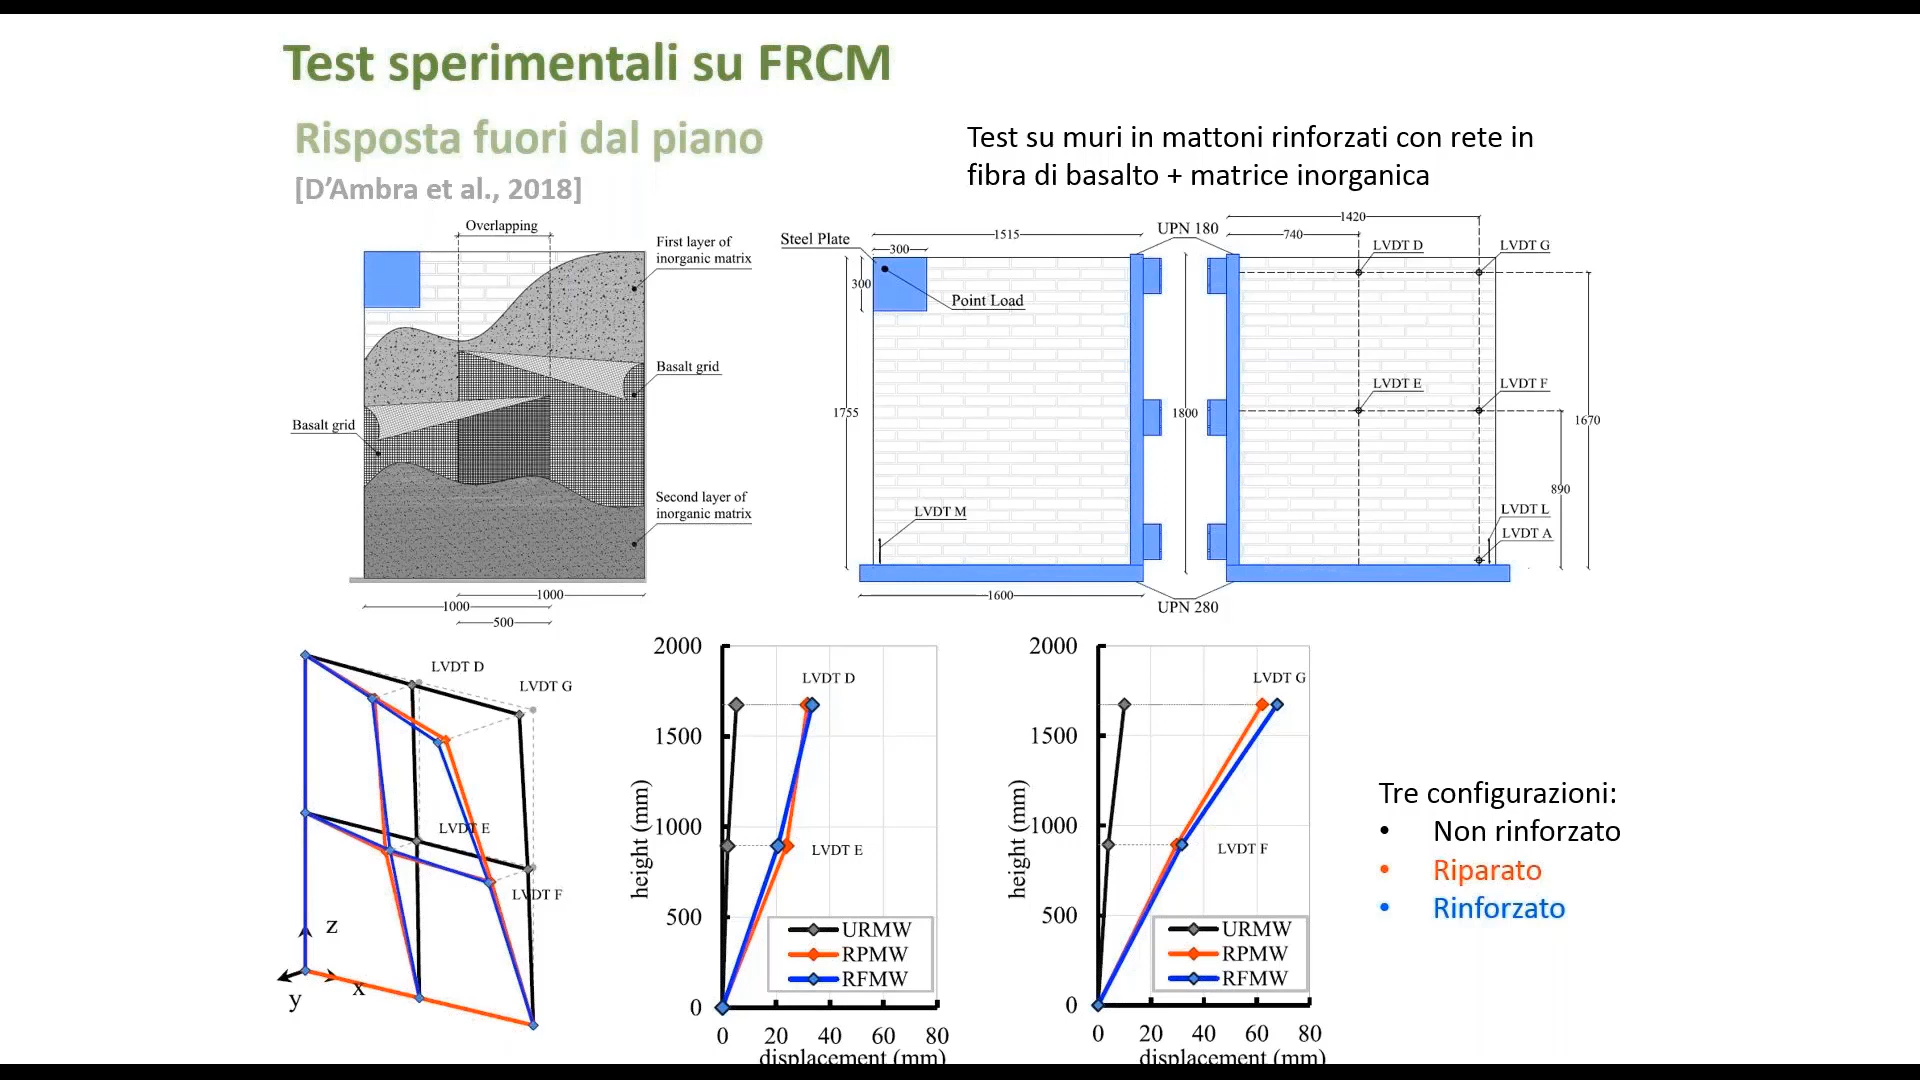 Test sperimentali su FRCM
Risposta fuori dal piano
[D’Ambra et al., 2018]
Test su muri in mattoni rinforzati con rete in
fibra di basalto + matrice inorganica
Overlapping
First layer of
inorganic matrix
Basalt grid
Basalt grid
Second layer of
inorganic matrix
1000
1000
500
Steel Plate
1515
300
300
Point Load
1755
LVDT M
1600
UPN 180
1800
UPN 280
1420
740
LVDT D
LVDT G
LVDT E
LVDT F
1670
890
LVDT L
LVDT A
LVDT D
LVDT G
LVDT E
LVDT F
z
x
y
2000
1500
1000
500
0
height (mm)
LVDT D
LVDT E
URMW
RPMW
RFMW
0 20 40 60 80
displacement (mm)
2000
1500
1000
500
0
height (mm)
LVDT G
LVDT F
URMW
RPMW
RFMW
0 20 40 60 80
displacement (mm)
Tre configurazioni:
• Non rinforzato
• Riparato
• Rinforzato